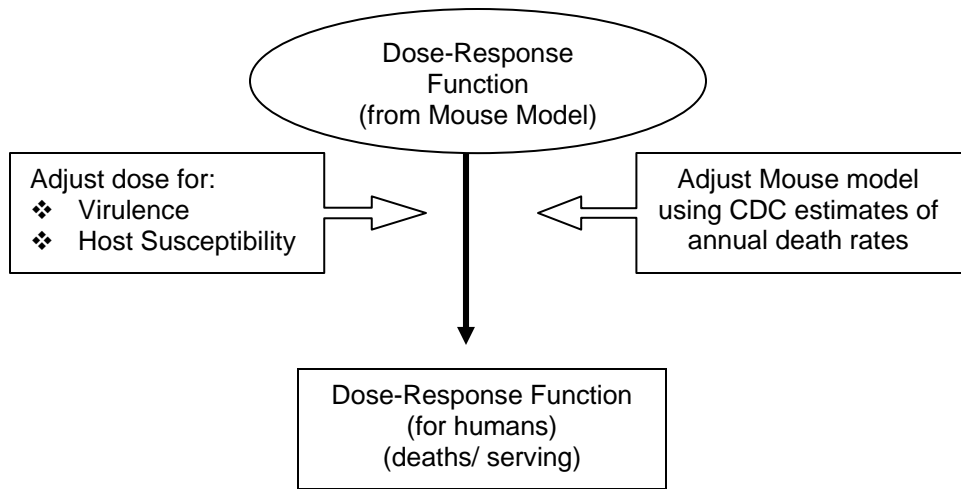 Dose-Response
Function
(from Mouse Model)
Adjust dose for:
❖ Virulence
❖ Host Susceptibility
Adjust Mouse model
using CDC estimates of
annual death rates
Dose-Response Function
(for humans)
(deaths/ serving)